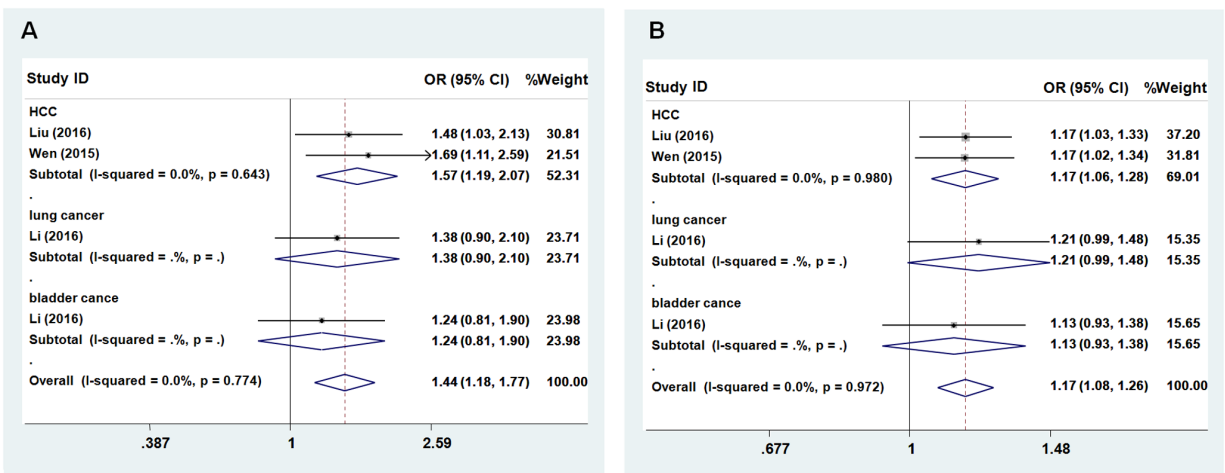 A
Study ID OR (95% CI) %Weight
HCC
Liu (2016) 1.48 (1.03, 2.13) 30.81
Wen (2015) 1.69 (1.11, 2.59) 21.51
Subtotal (I-squared = 0.0%, p = 0.643) 1.57 (1.19, 2.07) 52.31
.
lung cancer
Li (2016) 1.38 (0.90, 2.10) 23.71
Subtotal (I-squared = .%, p = .) 1.38 (0.90, 2.10) 23.71
.
bladder cance
Li (2016) 1.24 (0.81, 1.90) 23.98
Subtotal (I-squared = .%, p = .) 1.24 (0.81, 1.90) 23.98
.
Overall (I-squared = 0.0%, p = 0.774) 1.44 (1.18, 1.77) 100.00
.387 1 2.59
B
Study ID OR (95% CI) %Weight
HCC
Liu (2016) 1.17 (1.03, 1.33) 37.20
Wen (2015) 1.17 (1.02, 1.34) 31.81
Subtotal (I-squared = 0.0%, p = 0.980) 1.17 (1.06, 1.28) 69.01
.
lung cancer
Li (2016) 1.21 (0.99, 1.48) 15.35
Subtotal (I-squared = .%, p = .) 1.21 (0.99, 1.48) 15.35
.
bladder cance
Li (2016) 1.13 (0.93, 1.38) 15.65
Subtotal (I-squared = .%, p = .) 1.13 (0.93, 1.38) 15.65
.
Overall (I-squared = 0.0%, p = 0.972) 1.17 (1.08, 1.26) 100.00
.677 1 1.48